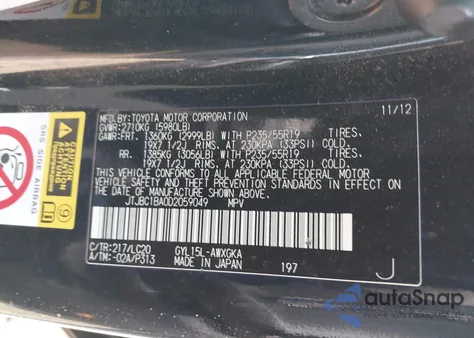 MFD. BY: TOYOTA MOTOR CORPORATION 11/12
GVWR: 2710KG (5980LB)
GAWR: FRT. 1360KG (2999LB) WITH P235/55R19 TIRES,
19X7 1/2J RIMS, AT 230KPA (33PSI) COLD.
RR. 1385KG (3056LB) WITH P235/55R19 TIRES,
19X7 1/2J RIMS, AT 230KPA (33PSI) COLD.
THIS VEHICLE CONFORMS TO ALL APPLICABLE FEDERAL MOTOR
VEHICLE SAFETY AND THEFT PREVENTION STANDARDS IN EFFECT
ON THE DATE OF MANUFACTURE SHOWN ABOVE.
JTJBC1BA0D2059049 MPV
C/TR: 217/LC20 GYL15L-AWXGKA
A/TM: -02A/P313 MADE IN JAPAN 197 J
SRS SIDE AIRBAG
autoSnap